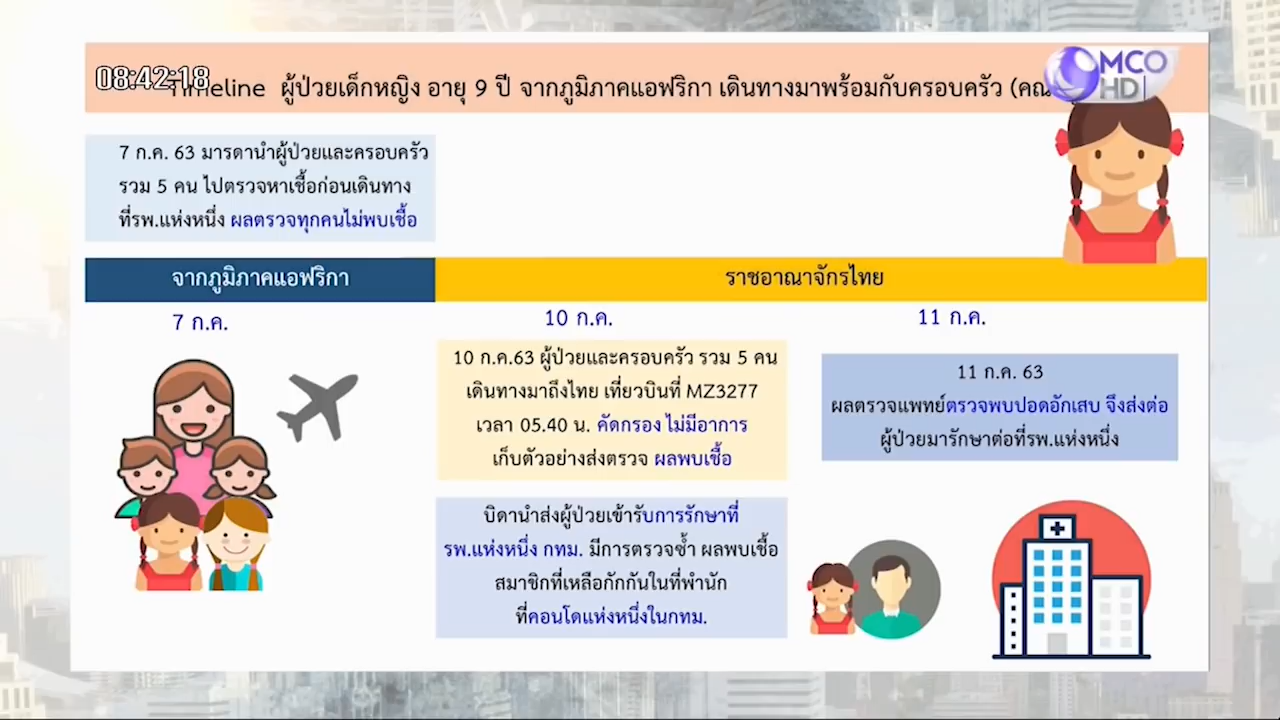 08:42:18
Timeline ผู้ป่วยเด็กหญิง อายุ 9 ปี จากภูมิภาคแอฟริกา เดินทางมาพร้อมกับครอบครัว
MCO
HD
7 ก.ค. 63 มารดานำผู้ป่วยและครอบครัว
รวม 5 คน ไปตรวจหาเชื้อก่อนเดินทาง
ที่รพ.แห่งหนึ่ง ผลตรวจทุกคนไม่พบเชื้อ
จากภูมิภาคแอฟริกา
ราชอาณาจักรไทย
7 ก.ค.
10 ก.ค.
11 ก.ค.
10 ก.ค.63 ผู้ป่วยและครอบครัว รวม 5 คน
เดินทางมาถึงไทย เที่ยวบินที่ MZ3277
เวลา 05.40 น. คัดกรอง ไม่มีอาการ
เก็บตัวอย่างส่งตรวจ ผลพบเชื้อ
11 ก.ค. 63
ผลตรวจแพทย์ตรวจพบปอดอักเสบ จึงส่งต่อ
ผู้ป่วยมารักษาต่อที่รพ.แห่งหนึ่ง
บิดานำส่งผู้ป่วยเข้ารับการรักษาที่
รพ.แห่งหนึ่ง กทม. มีการตรวจซ้ำ ผลพบเชื้อ
สมาชิกที่เหลือกักกันในที่พำนัก
ที่คอนโดแห่งหนึ่งในกทม.